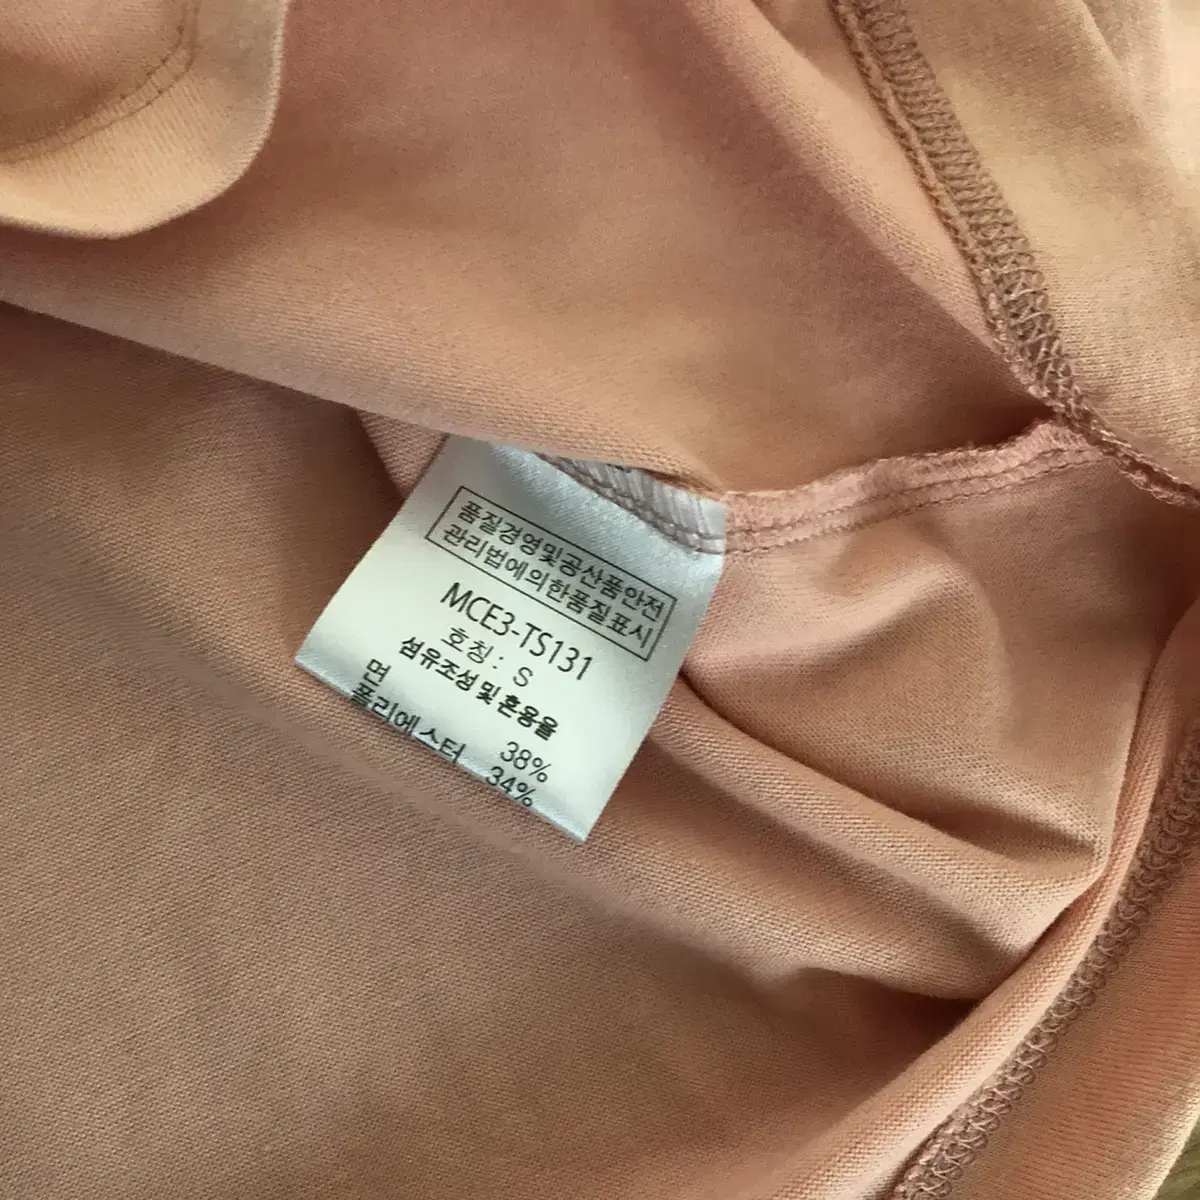 품질경영및공산품안전
관리법에의한품질표시
MCE3-TS131
호칭: S
섬유조성 및 혼용율
면 38%
폴리에스터 34%